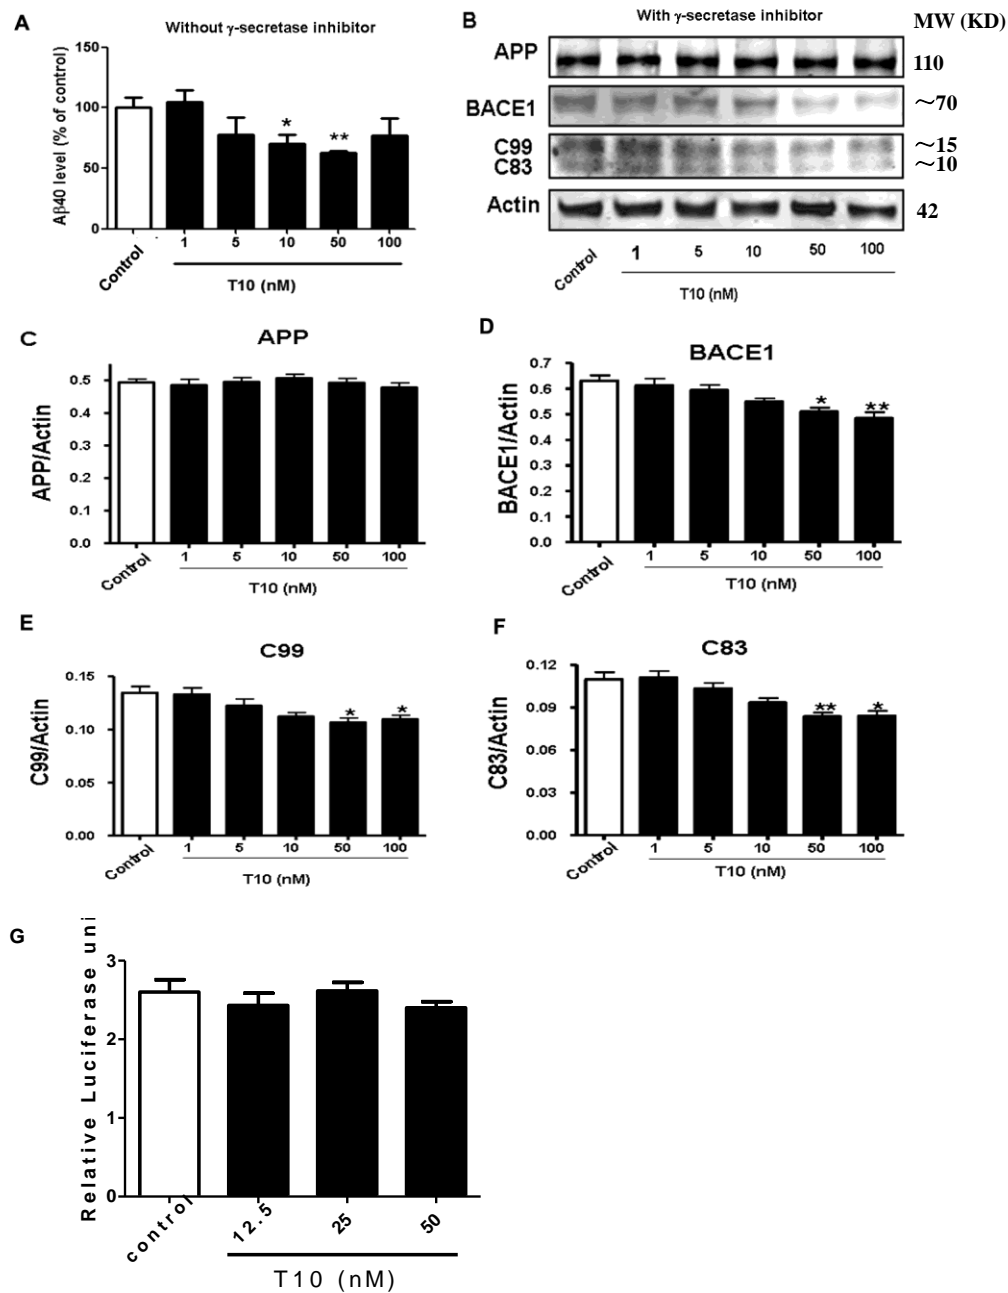 A
Without γ-secretase inhibitor
Aβ40 level (% of control)
150
100
50
0
*
**
Control
1
5
10
50
100
T10 (nM)
B
With γ-secretase inhibitor
MW (KD)
APP
110
BACE1
~70
C99
~15
C83
~10
Actin
42
Control
1
5
10
50
100
T10 (nM)
C
APP
APP/Actin
0.5
0.4
0.3
0.2
0.1
0.0
Control
1
5
10
50
100
T10 (nM)
D
BACE1
BACE1/Actin
0.7
0.6
0.5
0.4
0.3
0.2
0.1
0.0
*
**
Control
1
5
10
50
100
T10 (nM)
E
C99
C99/Actin
0.15
0.10
0.05
0.00
*
*
Control
1
5
10
50
100
T10 (nM)
F
C83
C83/Actin
0.12
0.09
0.06
0.03
0.00
**
*
Control
1
5
10
50
100
T10 (nM)
G
Relative Luciferase uni
3
2
1
0
control
12.5
25
50
T10 (nM)